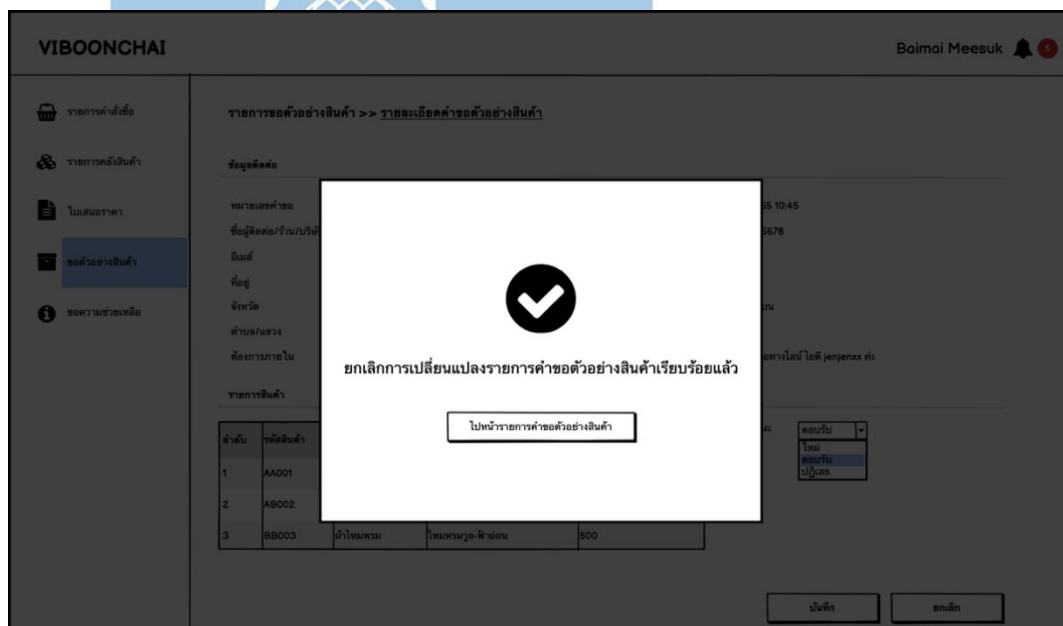 VIBOONCHAI
Baimai Meesuk 5
รายการคำสั่งซื้อ
รายการคลังสินค้า
ใบเสนอราคา
ขอตัวอย่างสินค้า
ขอความช่วยเหลือ
รายการขอตัวอย่างสินค้า >> รายละเอียดคำขอตัวอย่างสินค้า
ข้อมูลติดต่อ
หมายเลขคำขอ 10:45
ชื่อผู้ติดต่อ/ร้าน/บริษั 5678
อีเมล์
ที่อยู่
จังหวัด
ตำบล/แขวง
ต้องการภายใน อทางไลน์ ไอดี jenjenxx ค่ะ
ยกเลิกการเปลี่ยนแปลงรายการคำขอตัวอย่างสินค้าเรียบร้อยแล้ว
ไปหน้ารายการคำขอตัวอย่างสินค้า
รายการสินค้า
ลำดับ รหัสสินค้า
1 AA001
2 AB002
3 BB003 ผ้าไหมพรม ไหมพรมวูล-ฟ้าอ่อน 500
ตอบรับ
ใหม่
ตอบรับ
ปฏิเสธ
บันทึก ยกเลิก